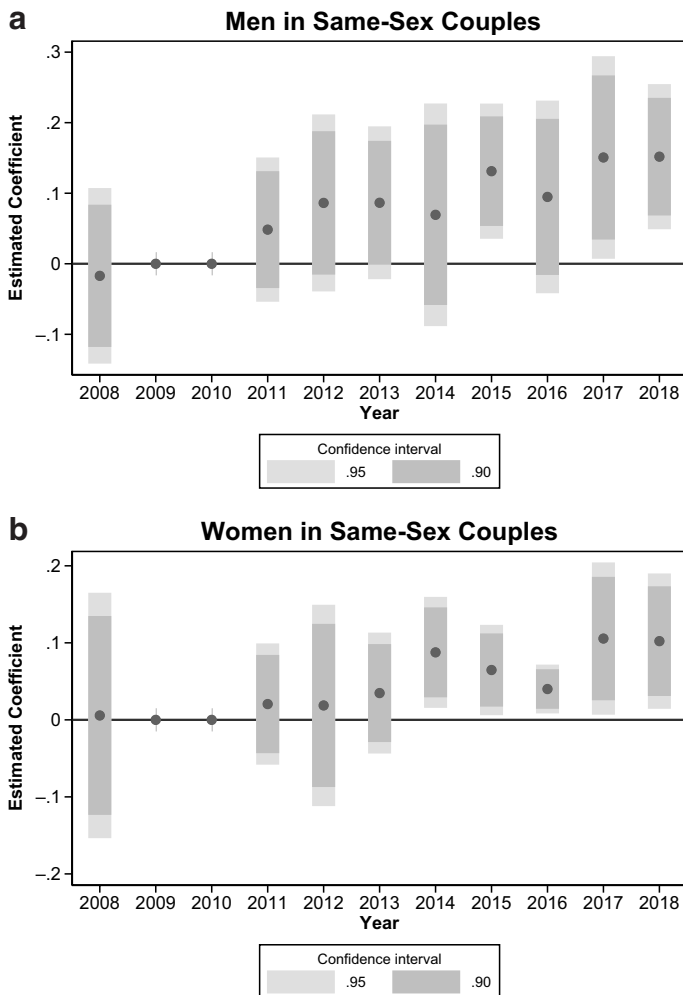 a
Men in Same-Sex Couples
Estimated Coefficient
.3
.2
.1
0
–.1
2008 2009 2010 2011 2012 2013 2014 2015 2016 2017 2018
Year
Confidence interval
.95 .90
b
Women in Same-Sex Couples
Estimated Coefficient
.2
.1
0
–.1
–.2
2008 2009 2010 2011 2012 2013 2014 2015 2016 2017 2018
Year
Confidence interval
.95 .90